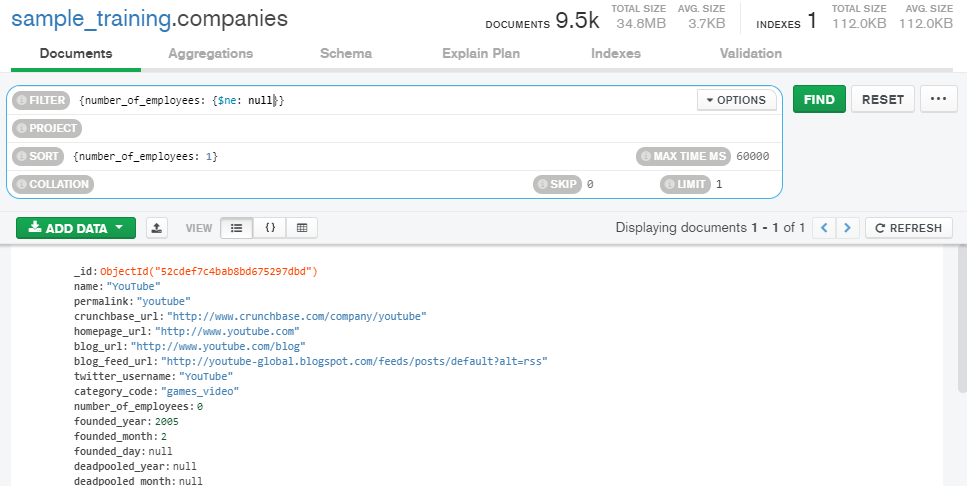 sample_training.companies
DOCUMENTS 9.5k TOTAL SIZE 34.8MB AVG. SIZE 3.7KB INDEXES 1 TOTAL SIZE 112.0KB AVG. SIZE 112.0KB
Documents Aggregations Schema Explain Plan Indexes Validation
FILTER {number_of_employees: {$ne: null}} OPTIONS FIND RESET ...
PROJECT
SORT {number_of_employees: 1} MAX TIME MS 60000
COLLATION SKIP 0 LIMIT 1
ADD DATA VIEW {} Displaying documents 1 - 1 of 1 < > REFRESH
_id: ObjectId("52cdef7c4bab8bd675297dbd")
name: "YouTube"
permalink: "youtube"
crunchbase_url: "http://www.crunchbase.com/company/youtube"
homepage_url: "http://www.youtube.com"
blog_url: "http://www.youtube.com/blog"
blog_feed_url: "http://youtube-global.blogspot.com/feeds/posts/default?alt=rss"
twitter_username: "YouTube"
category_code: "games_video"
number_of_employees: 0
founded_year: 2005
founded_month: 2
founded_day: null
deadpooled_year: null
deadpooled_month: null